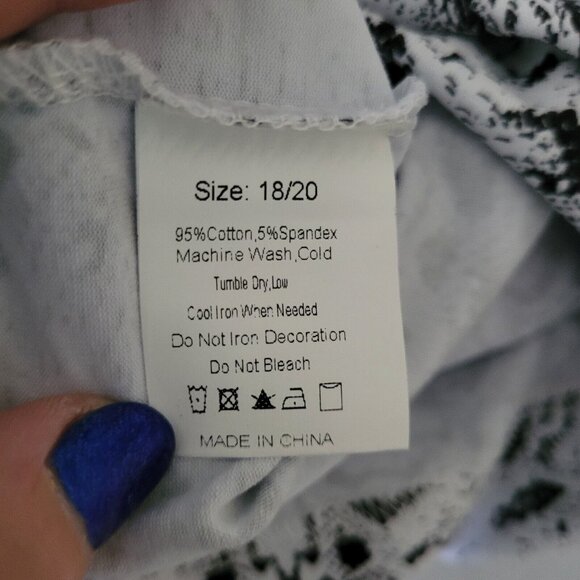 Size: 18/20
95%Cotton,5%Spandex
Machine Wash,Cold
Tumble Dry,Low
Cool Iron When Needed
Do Not Iron Decoration
Do Not Bleach
MADE IN CHINA